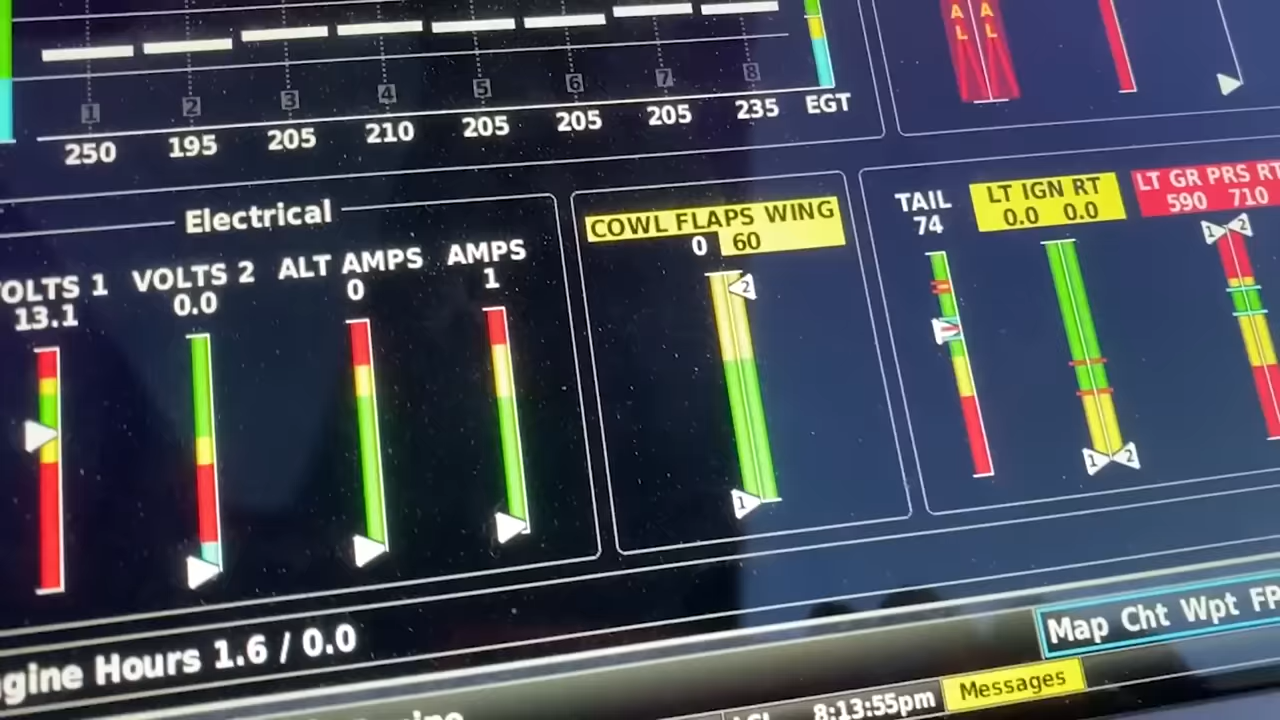 A A
L L
1 2 3 4 5 6 7 8
250 195 205 210 205 205 205 235 EGT
Electrical
VOLTS 2 ALT AMPS AMPS
13.1 0.0 0 1
COWL FLAPS WING
0 60
2
1
TAIL
74
LT IGN RT
0.0 0.0
1 2
LT GR PRS RT
590 710
1 2
OLTS 1
gine Hours 1.6 / 0.0
Map Cht Wpt FP
8:13:55pm
Messages